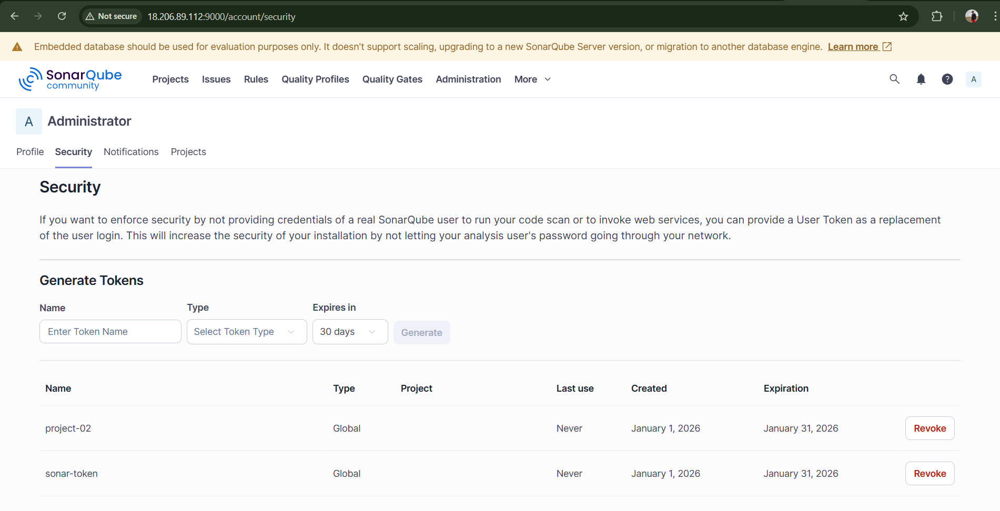 Not secure 18.206.89.112:9000/account/security
Embedded database should be used for evaluation purposes only. It doesn't support scaling, upgrading to a new SonarQube Server version, or migration to another database engine. Learn more
SonarQube community
Projects Issues Rules Quality Profiles Quality Gates Administration More ? A
A Administrator
Profile Security Notifications Projects
Security
If you want to enforce security by not providing credentials of a real SonarQube user to run your code scan or to invoke web services, you can provide a User Token as a replacement
of the user login. This will increase the security of your installation by not letting your analysis user's password going through your network.
Generate Tokens
Name Type Expires in
Enter Token Name Select Token Type 30 days Generate
Name Type Project Last use Created Expiration
project-02 Global Never January 1, 2026 January 31, 2026 Revoke
sonar-token Global Never January 1, 2026 January 31, 2026 Revoke